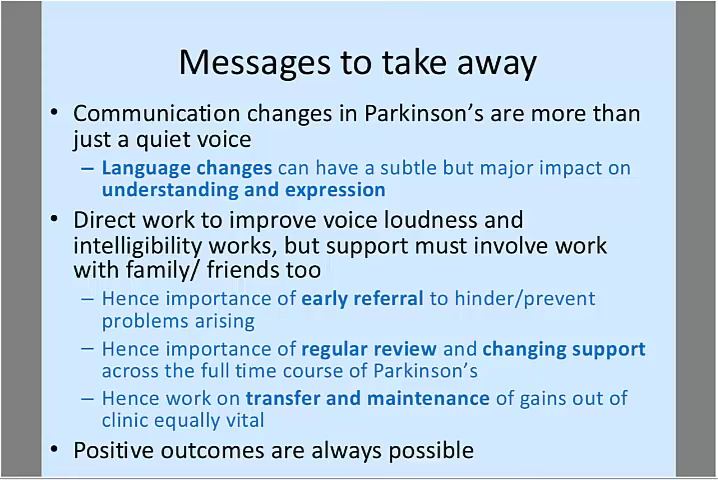 Messages to take away
• Communication changes in Parkinson's are more than
just a quiet voice
– Language changes can have a subtle but major impact on
understanding and expression
• Direct work to improve voice loudness and
intelligibility works, but support must involve work
with family/ friends too
– Hence importance of early referral to hinder/prevent
problems arising
– Hence importance of regular review and changing support
across the full time course of Parkinson's
– Hence work on transfer and maintenance of gains out of
clinic equally vital
• Positive outcomes are always possible